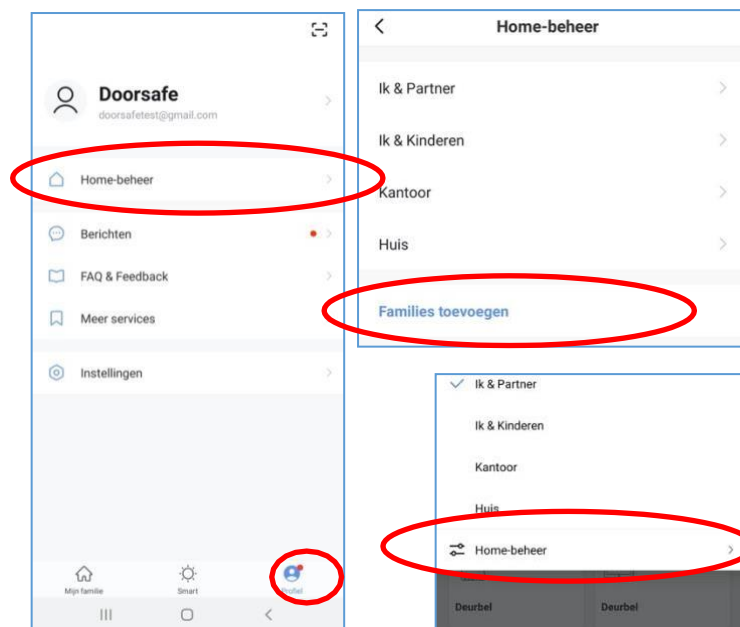 Doorsafe
doorsafetest@gmail.com
Home-beheer
Berichten
FAQ & Feedback
Meer services
Instellingen
Mijn familie
Smart
Profiel
Home-beheer
Ik & Partner
Ik & Kinderen
Kantoor
Huis
Families toevoegen
Ik & Partner
Ik & Kinderen
Kantoor
Huis
Home-beheer
Deurbel
Deurbel